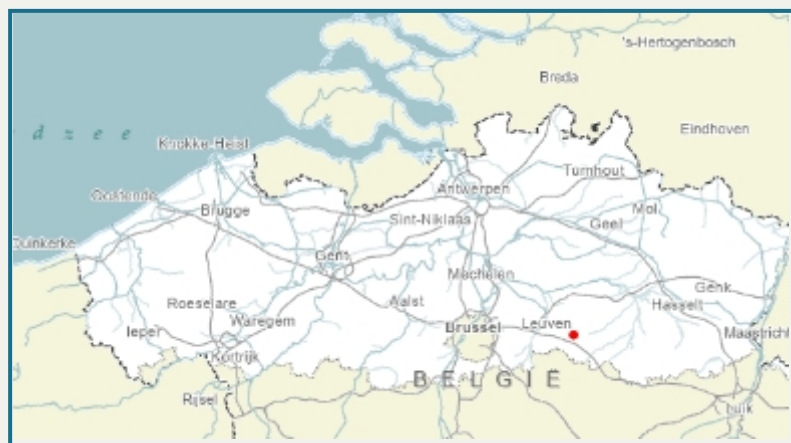 's-Hertogenbosch
Breda
Eindhoven
d z e e
Knokke-Heist
Turnhout
Antwerpen
Oostende
Mol
Brugge
Sint-Niklaas
Geel
Duinkerke
Gent
Mechelen
Genk
Roeselare
Aalst
Hasselt
Waregem
Leuven
Ieper
Brussel
Maastricht
Kortrijk
BELGIË
Rijsel
Luik